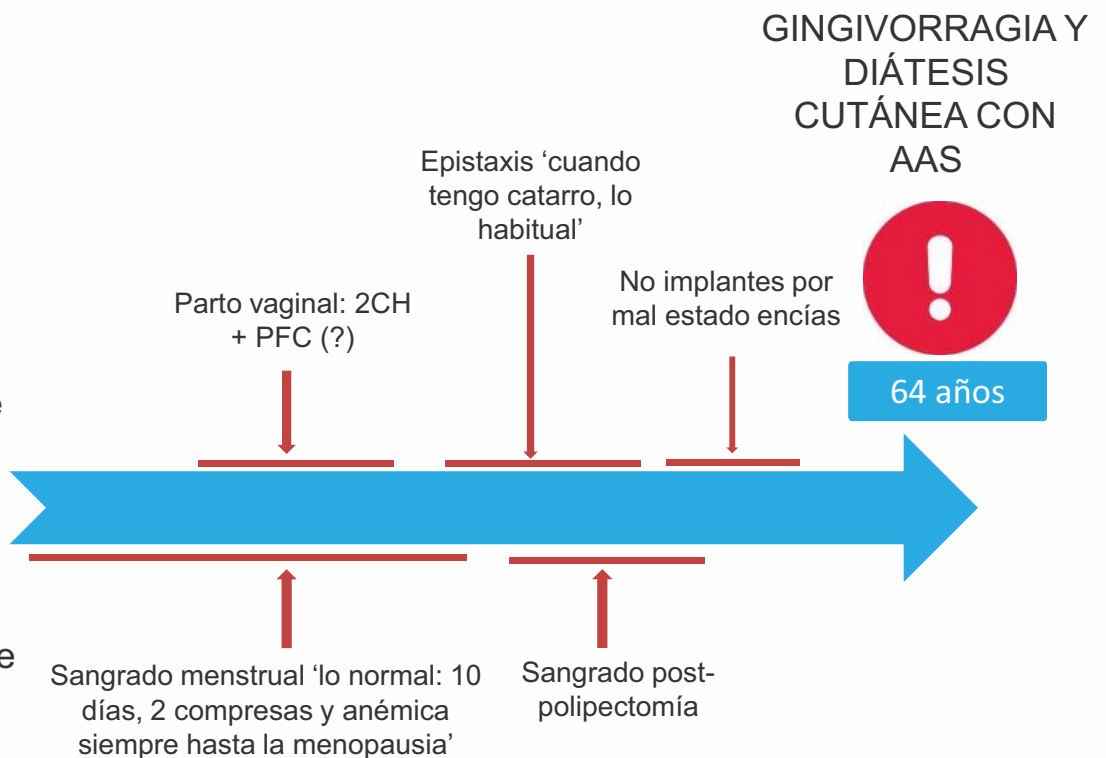 GINGIVORRAGIA Y
DIÁTESIS
CUTÁNEA CON
AAS
Epistaxis ‘cuando
tengo catarro, lo
habitual’
No implantes por
mal estado encías
Parto vaginal: 2CH
+ PFC (?)
64 años
e
e
Sangrado menstrual ‘lo normal: 10
días, 2 compresas y anémica
siempre hasta la menopausia’
Sangrado post-
polipectomía